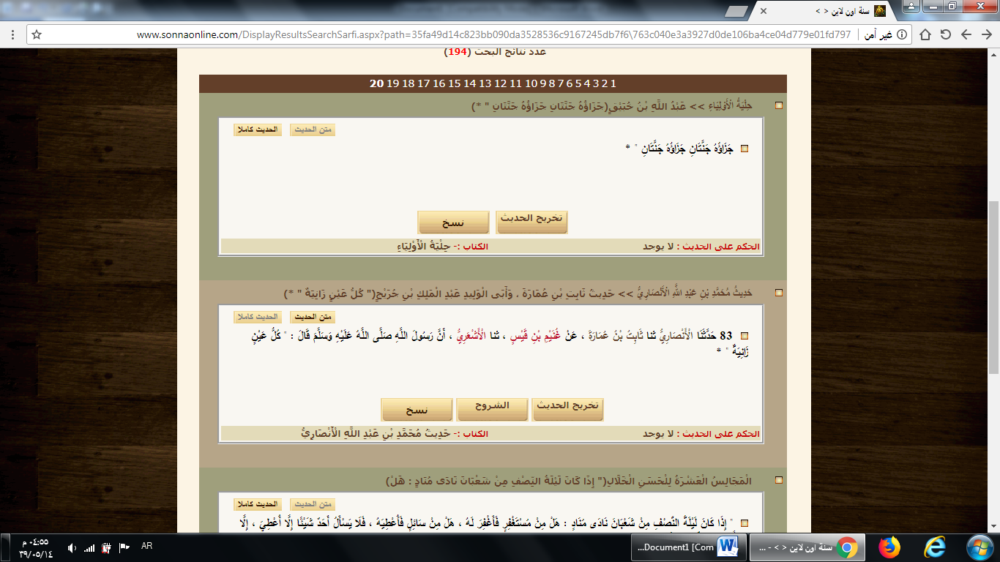 سنة اون لاين < >
غير آمن
www.sonnaonline.com/DisplayResultsSearchSarfi.aspx?path=35fa49d14c823bb090da3528536c9167245db7f6\763c040e3a3927d0de106ba4ce04d779e01fd797
عدد نتائج البحث (194)
1 2 3 4 5 6 7 8 9 10 11 12 13 14 15 16 17 18 19 20
حِلْيَةُ الْأَوْلِيَاءِ >> عَبْدُ اللَّهِ بْنُ خُبَيْقٍ(جَزَاؤُهُ جَنَّتَانِ جَزَاؤُهُ جَنَّتَانِ " *)
متن الحديث الحديث كاملا
جَزَاؤُهُ جَنَّتَانِ جَزَاؤُهُ جَنَّتَانِ " *
تخريج الحديث نسخ
الحكم على الحديث : لا يوجد الكتاب :- حِلْيَةُ الْأَوْلِيَاءِ
حَدِيثُ مُحَمَّدِ بْنِ عَبْدِ اللَّهِ الْأَنْصَارِيُّ >> حَدِيثُ ثَابِتِ بْنِ عُمَارَةَ ، وَأَبَى الْوَلِيدِ عَبْدِ الْمَلِكِ بْنِ جُرَيْجٍ(" كُلُّ عَيْنٍ زَانِيَةٌ " *)
متن الحديث الحديث كاملا
83 حَدَّثَنَا الْأَنْصَارِيُّ ثنا ثَابِتُ بْنُ عُمَارَةَ ، عَنْ غُنَيْمِ بْنِ قَيْسٍ ، ثنا الْأَشْعَرِيُّ ، أَنَّ رَسُولَ اللَّهِ صَلَّى اللَّهُ عَلَيْهِ وَسَلَّمَ قَالَ : " كُلُّ عَيْنٍ
زَانِيَةٌ " *
تخريج الحديث الشروح نسخ
الحكم على الحديث : لا يوجد الكتاب :- حَدِيثُ مُحَمَّدِ بْنِ عَبْدِ اللَّهِ الْأَنْصَارِيُّ
الْمَجَالِسُ الْعَشْرَةُ لِلْحَسَنِ الْخَلَّالِ(" إِذَا كَانَ لَيْلَةُ النِّصْفِ مِنْ شَعْبَانَ نَادَى مُنَادٍ : هَلْ)
متن الحديث الحديث كاملا
" إِذَا كَانَ لَيْلَةُ النِّصْفِ مِنْ شَعْبَانَ نَادَى مُنَادٍ : هَلْ مِنْ مُسْتَغْفِرٍ فَأَغْفِرَ لَهُ ، هَلْ مِنْ سَائِلٍ فَأُعْطِيَهُ ، فَلَا يَسْأَلُ أَحَدٌ شَيْئًا إِلَّا أُعْطِيَ ، إِلَّا
سنة اون لاين < > - ...
Document1 [Com...
AR
٠٤:٥٥ م
٣٩/٠٥/١٤